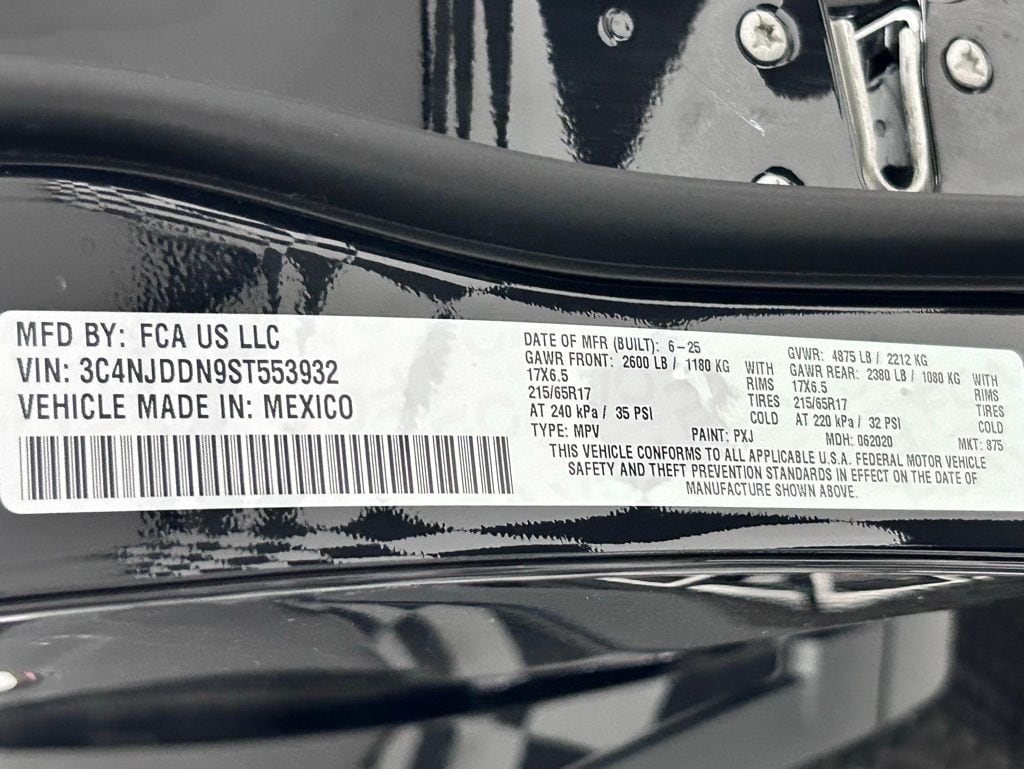 MFD BY: FCA US LLC
VIN: 3C4NJDDN9ST553932
VEHICLE MADE IN: MEXICO
DATE OF MFR (BUILT): 6-25
GVWR: 4875 LB / 2212 KG
GAWR FRONT: 2600 LB / 1180 KG WITH
GAWR REAR: 2380 LB / 1080 KG WITH
17X6.5 RIMS
17X6.5 RIMS
215/65R17 TIRES
215/65R17 TIRES
AT 240 kPa / 35 PSI COLD
AT 220 kPa / 32 PSI COLD
TYPE: MPV PAINT: PXJ MDH: 062020 MKT: 875
THIS VEHICLE CONFORMS TO ALL APPLICABLE U.S.A. FEDERAL MOTOR VEHICLE
SAFETY AND THEFT PREVENTION STANDARDS IN EFFECT ON THE DATE OF
MANUFACTURE SHOWN ABOVE.